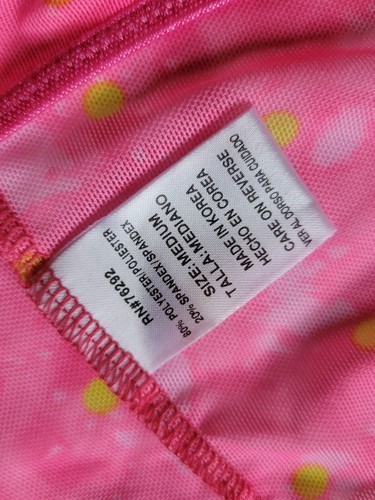 RN#76292
80% POLYESTER/POLIESTER
20% SPANDEX/SPANDEX
SIZE: MEDIUM
TALLA: MEDIANO
MADE IN KOREA
HECHO EN COREA
CARE ON REVERSE
VER AL DORSO PARA CUIDADO